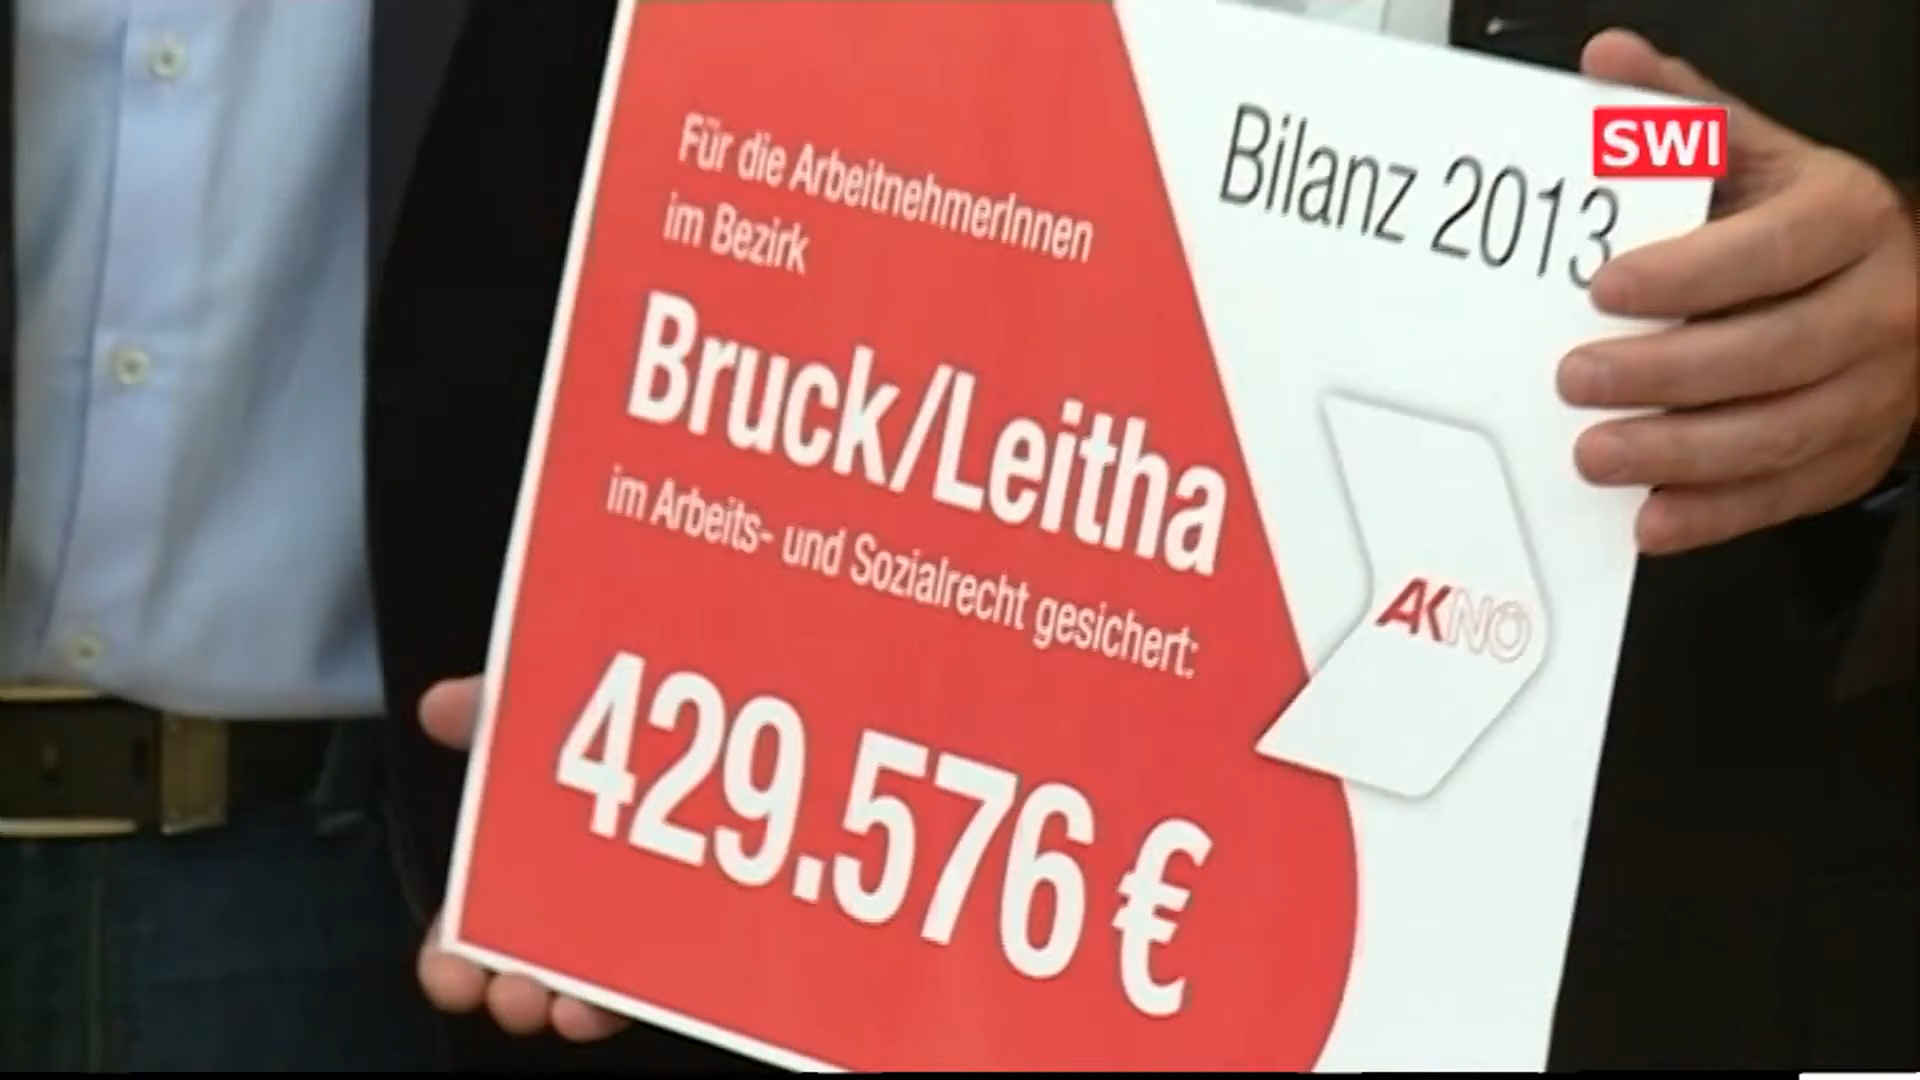 Für die ArbeitnehmerInnen
im Bezirk
Bruck/Leitha
im Arbeits- und Sozialrecht gesichert:
429.576 €
Bilanz 2013
AKNÖ
SWI